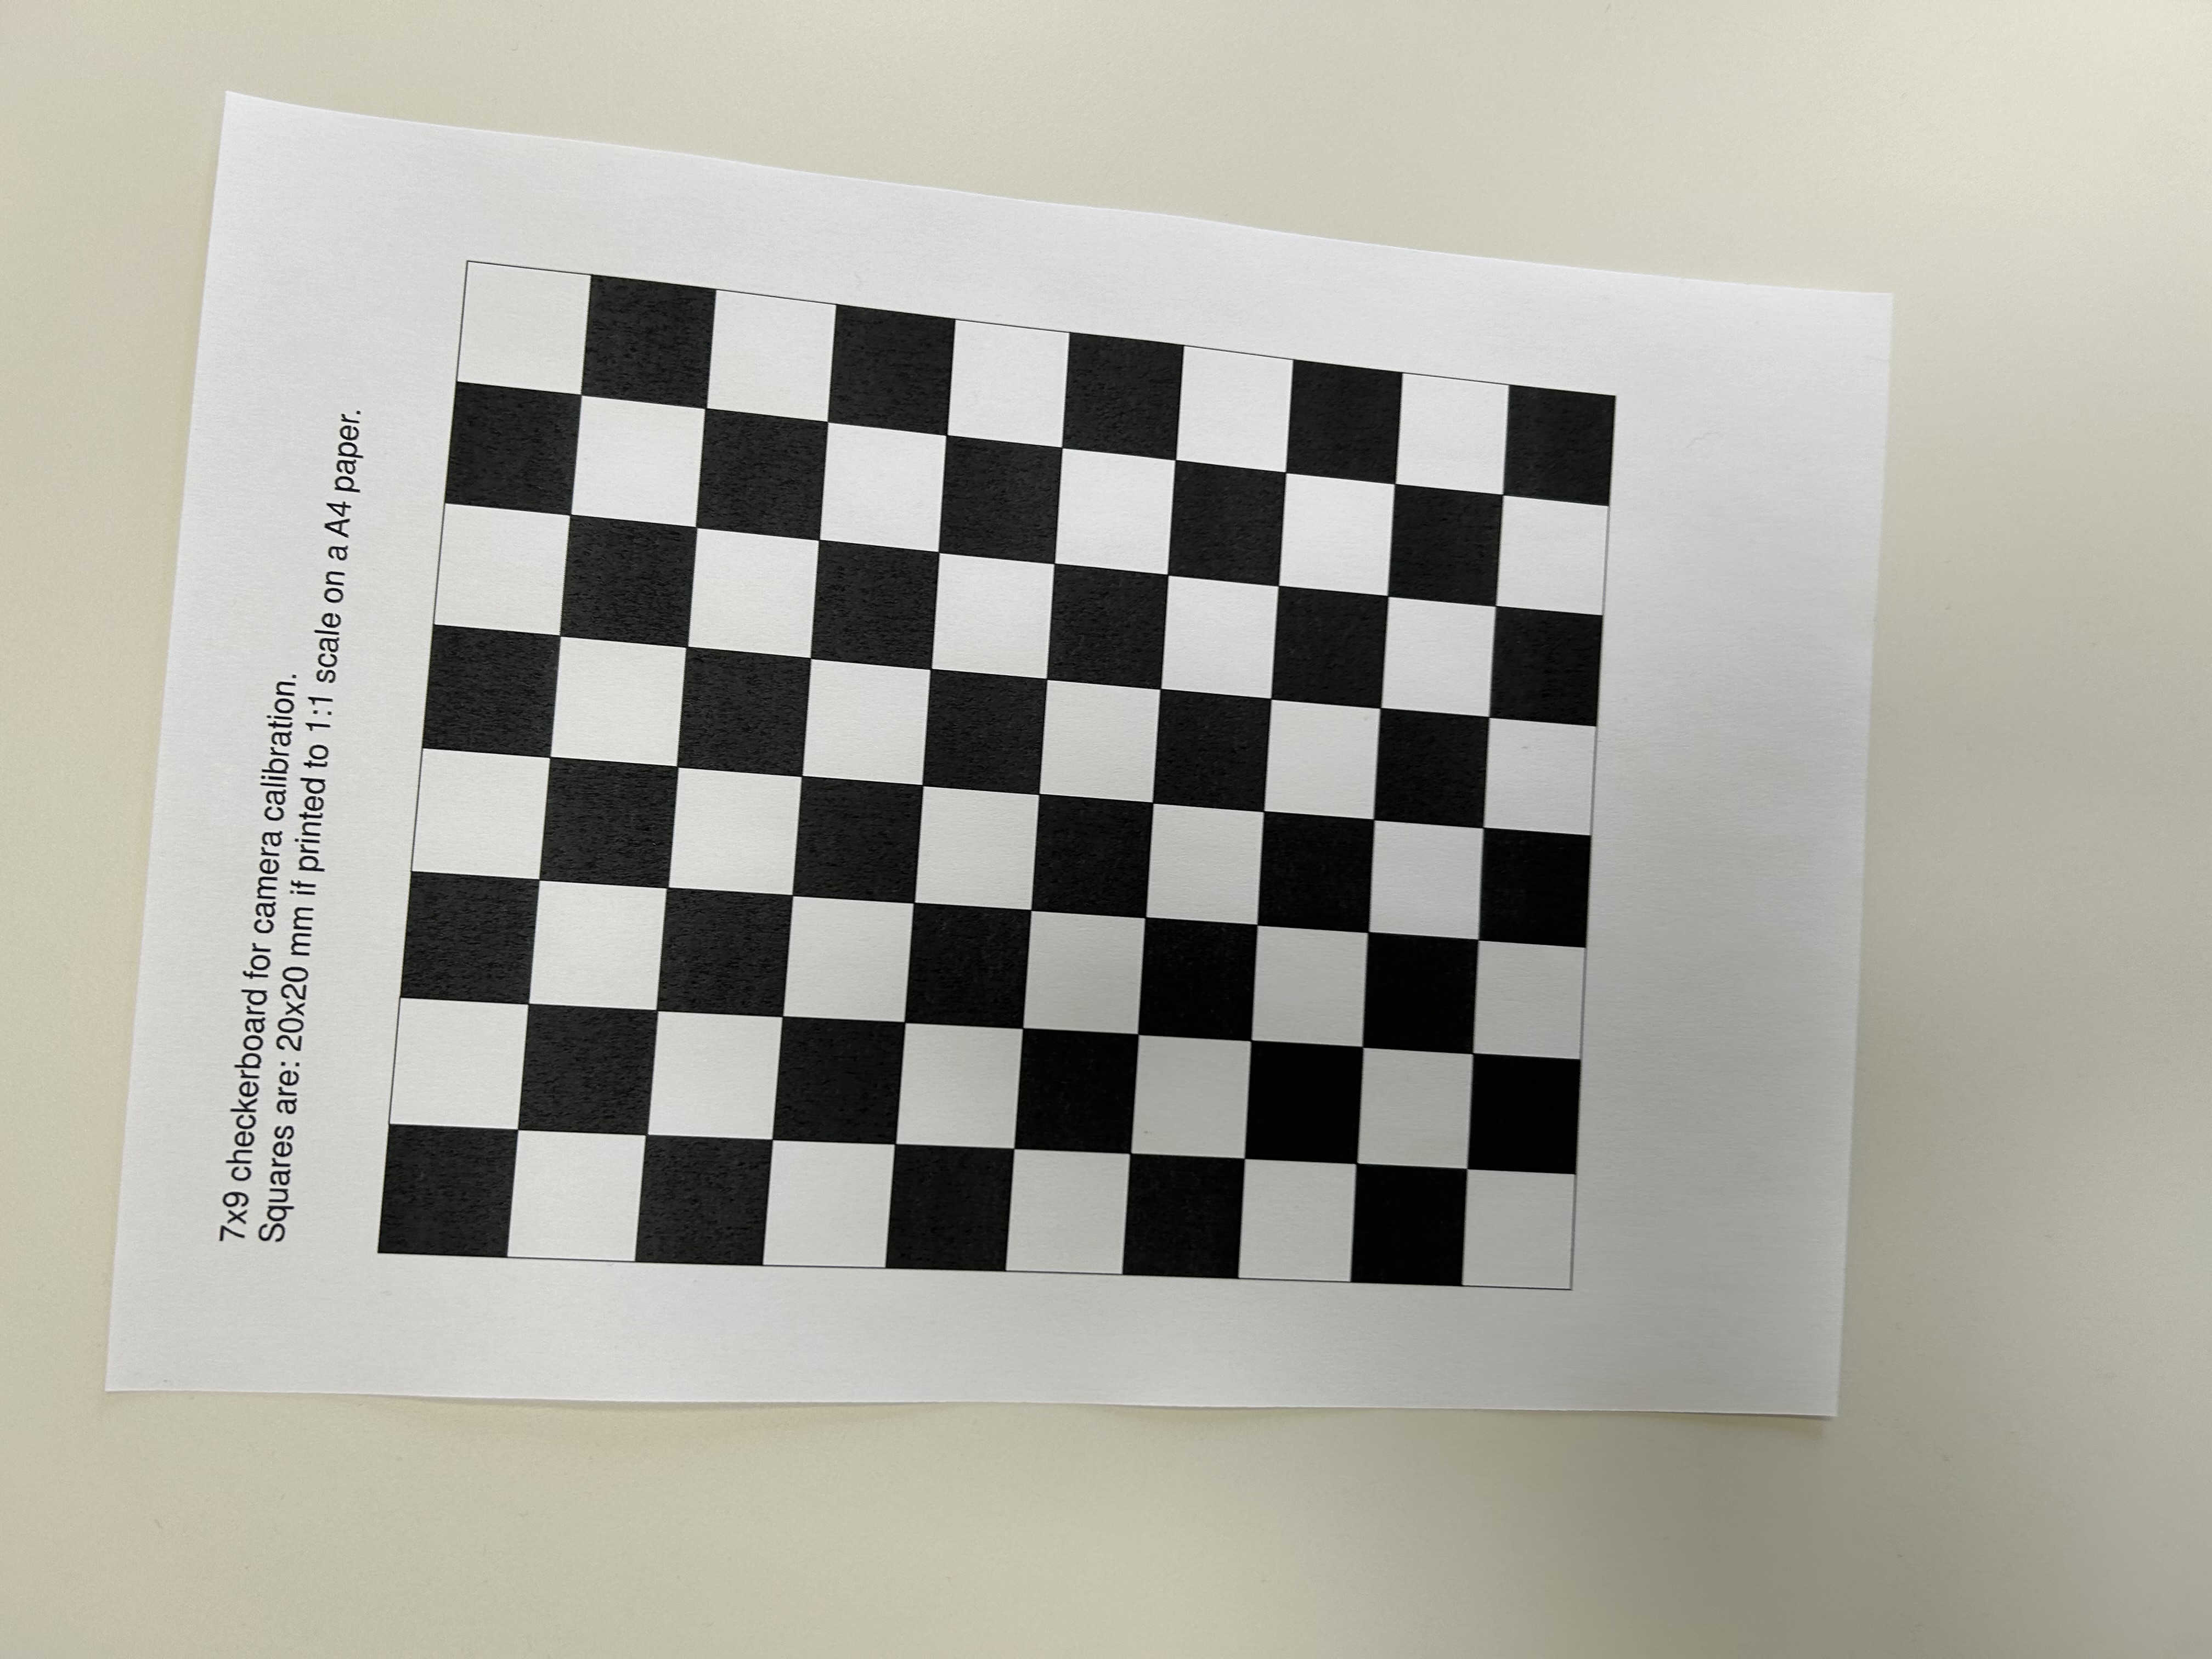 7x9 checkerboard for camera calibration.
Squares are: 20x20 mm if printed to 1:1 scale on a A4 paper.